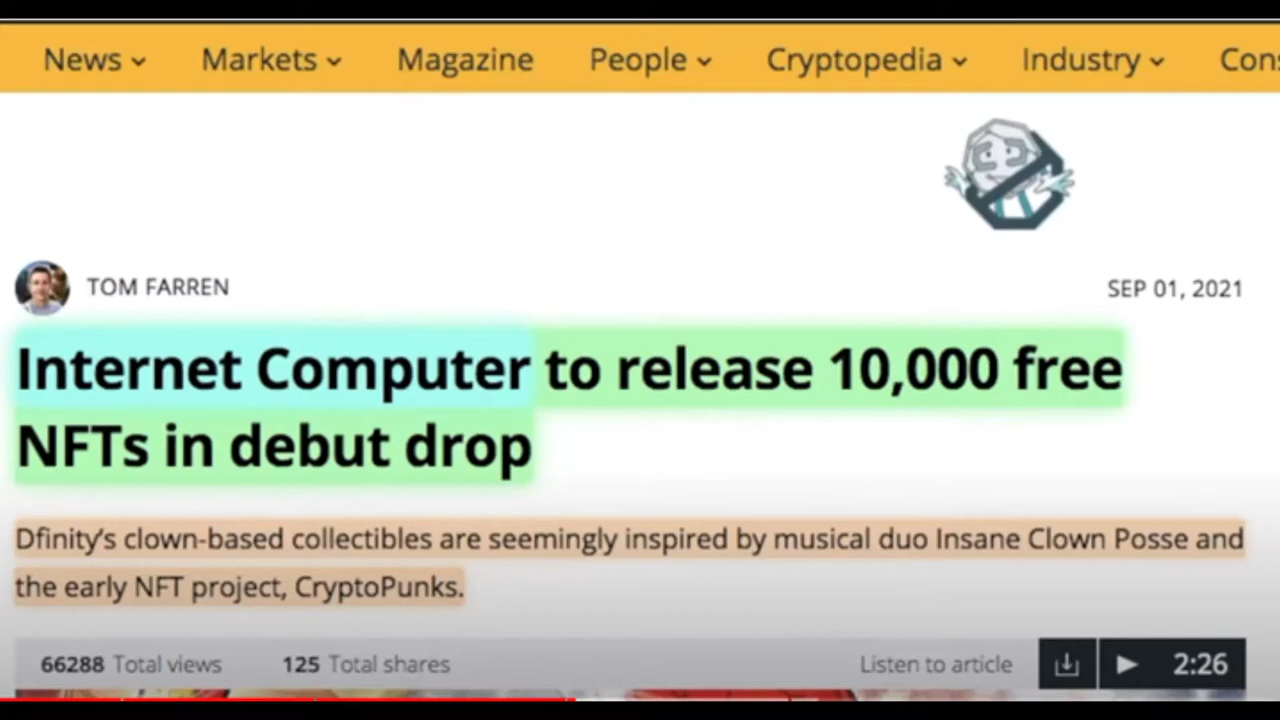 News Markets Magazine People Cryptopedia Industry Cons
TOM FARREN
SEP 01, 2021
Internet Computer to release 10,000 free
NFTs in debut drop
Dfinity's clown-based collectibles are seemingly inspired by musical duo Insane Clown Posse and
the early NFT project, CryptoPunks.
66288 Total views 125 Total shares Listen to article 2:26